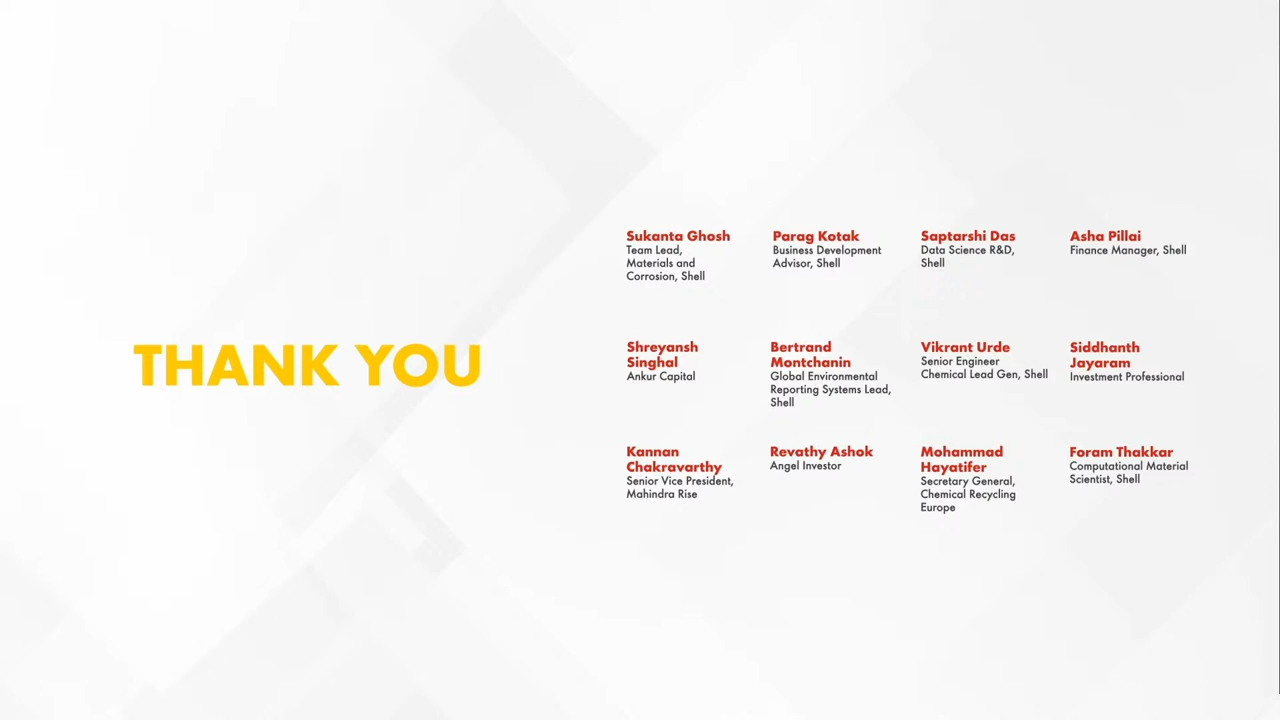 THANK YOU
Sukanta Ghosh
Team Lead,
Materials and
Corrosion, Shell
Parag Kotak
Business Development
Advisor, Shell
Saptarshi Das
Data Science R&D,
Shell
Asha Pillai
Finance Manager, Shell
Shreyansh
Singhal
Ankur Capital
Bertrand
Montchanin
Global Environmental
Reporting Systems Lead,
Shell
Vikrant Urde
Senior Engineer
Chemical Lead Gen, Shell
Siddhanth
Jayaram
Investment Professional
Kannan
Chakravarthy
Senior Vice President,
Mahindra Rise
Revathy Ashok
Angel Investor
Mohammad
Hayatifer
Secretary General,
Chemical Recycling
Europe
Foram Thakkar
Computational Material
Scientist, Shell